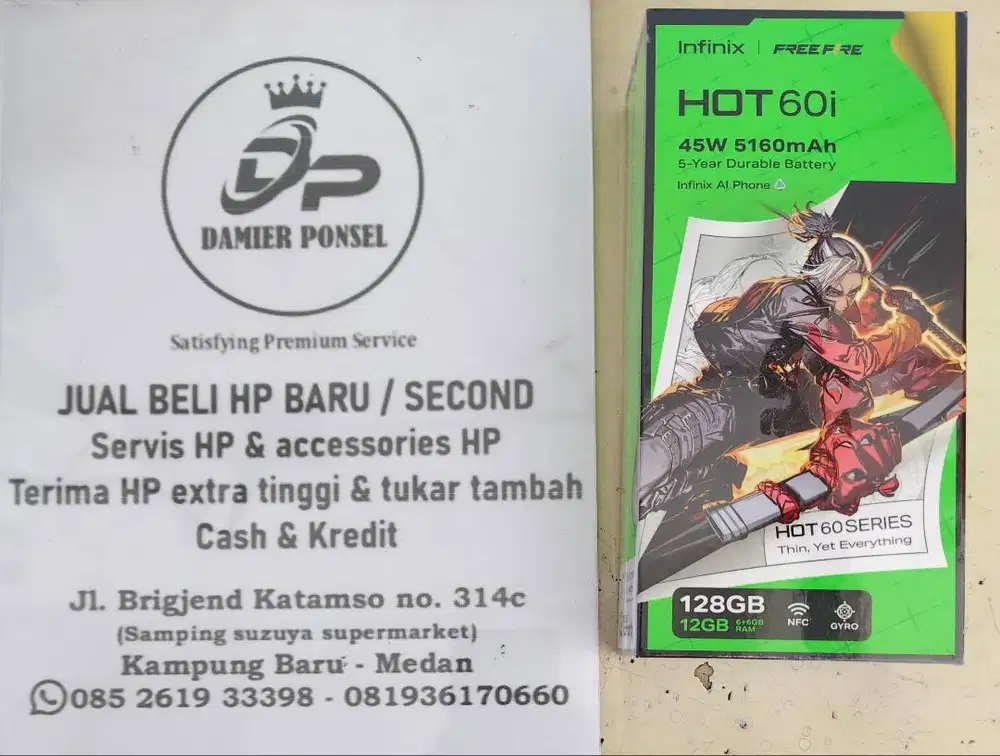 DP
DAMIER PONSEL
Satisfying Premium Service
JUAL BELI HP BARU / SECOND
Servis HP & accessories HP
Terima HP extra tinggi & tukar tambah
Cash & Kredit
Jl. Brigjend Katamso no. 314c
(Samping suzuya supermarket)
Kampung Baru - Medan
085 2619 33398 - 081936170660
Infinix | FREE FIRE
HOT 60i
45W 5160mAh
5-Year Durable Battery
Infinix AI Phone
HOT 60 SERIES
Thin, Yet Everything
128GB
12GB 6+6GB RAM
NFC
GYRO